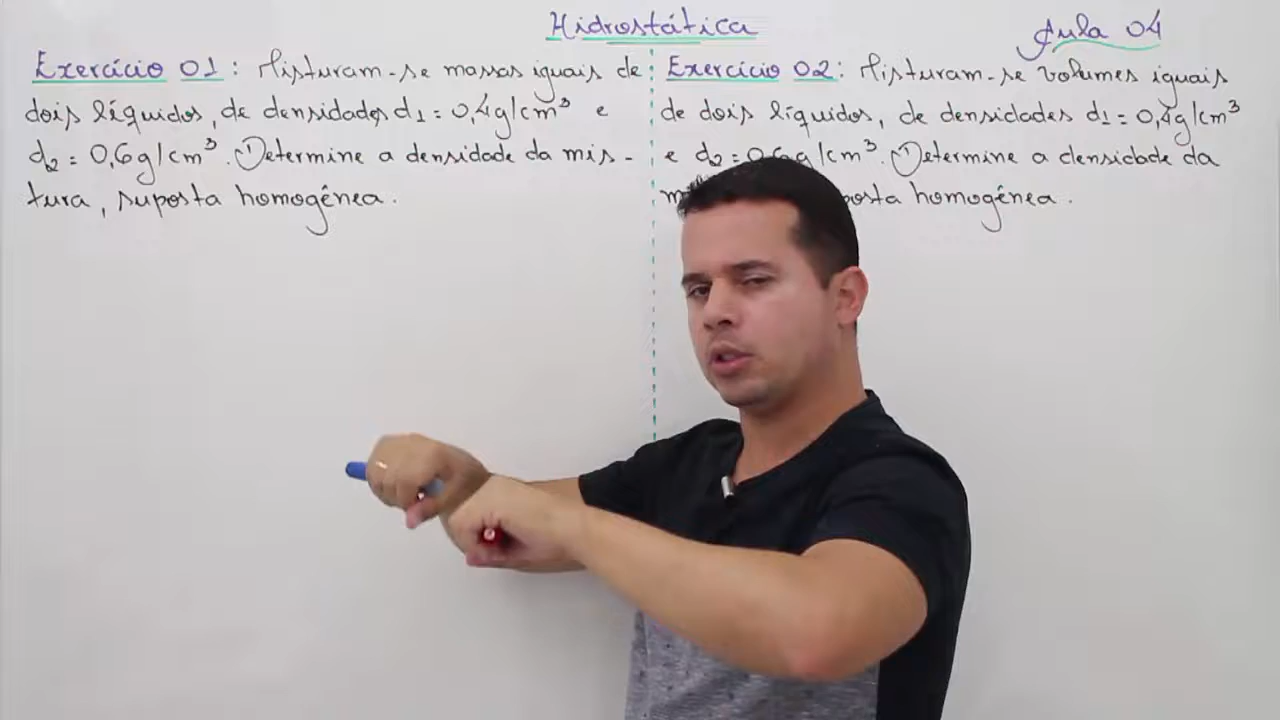 Hidrostática
Aula 04
Exercício 01: Misturam-se massas iguais de
dois líquidos, de densidades d1 = 0,4g/cm³ e
d2 = 0,6g/cm³. Determine a densidade da mis-
tura, suposta homogênea.
Exercício 02: Misturam-se volumes iguais
de dois líquidos, de densidades d1 = 0,4g/cm³
e d2 = 0,6g/cm³. Determine a densidade da
homogênea.